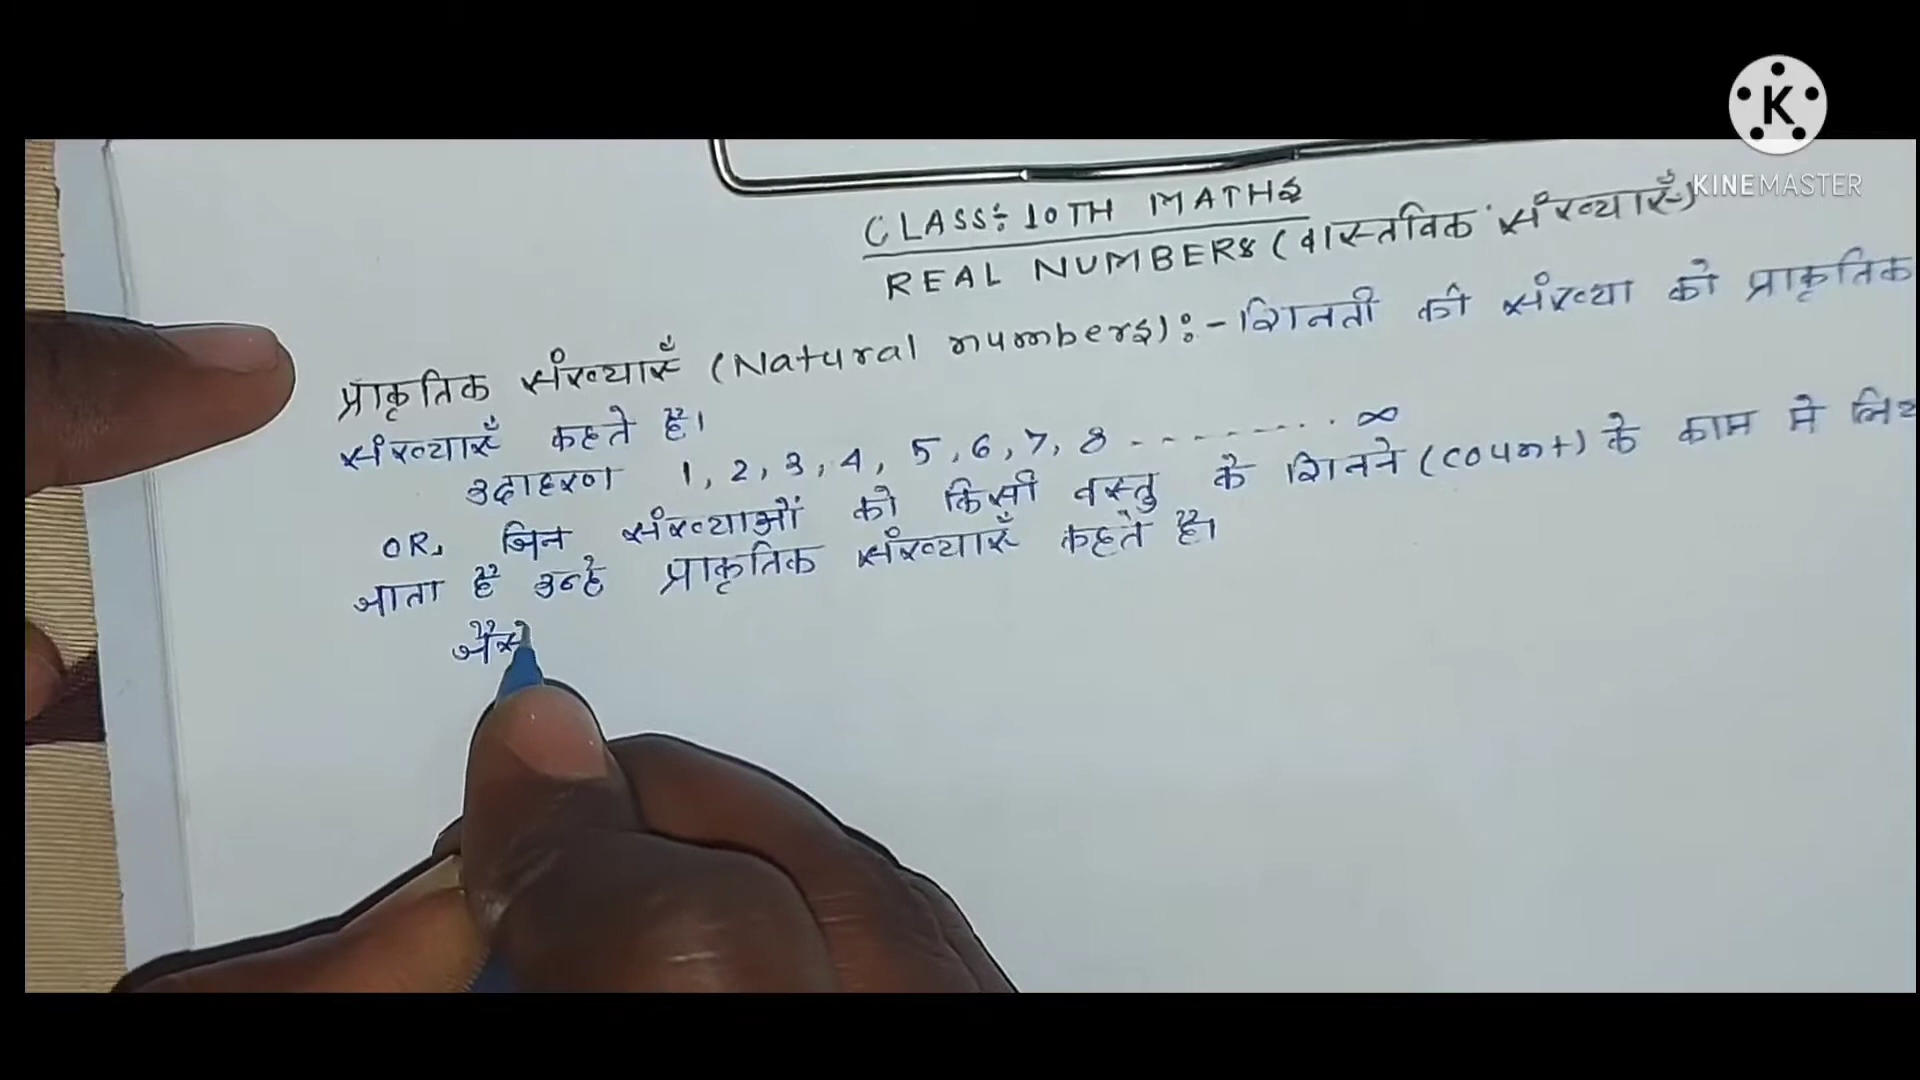 KINEMASTER
CLASS:- 10TH MATHS
REAL NUMBERS (वास्तविक संख्याएँ)
प्राकृतिक संख्याएँ (Natural numbers):- गिनती की संख्या को प्राकृतिक
संख्याएँ कहते है।
उदाहरण 1, 2, 3, 4, 5, 6, 7, 8 --------- ∞
OR, जिन संख्याओं को किसी वस्तु के गिनने (count) के काम मे
जाता है उन्हे प्राकृतिक संख्याएँ कहते है।
जैसे